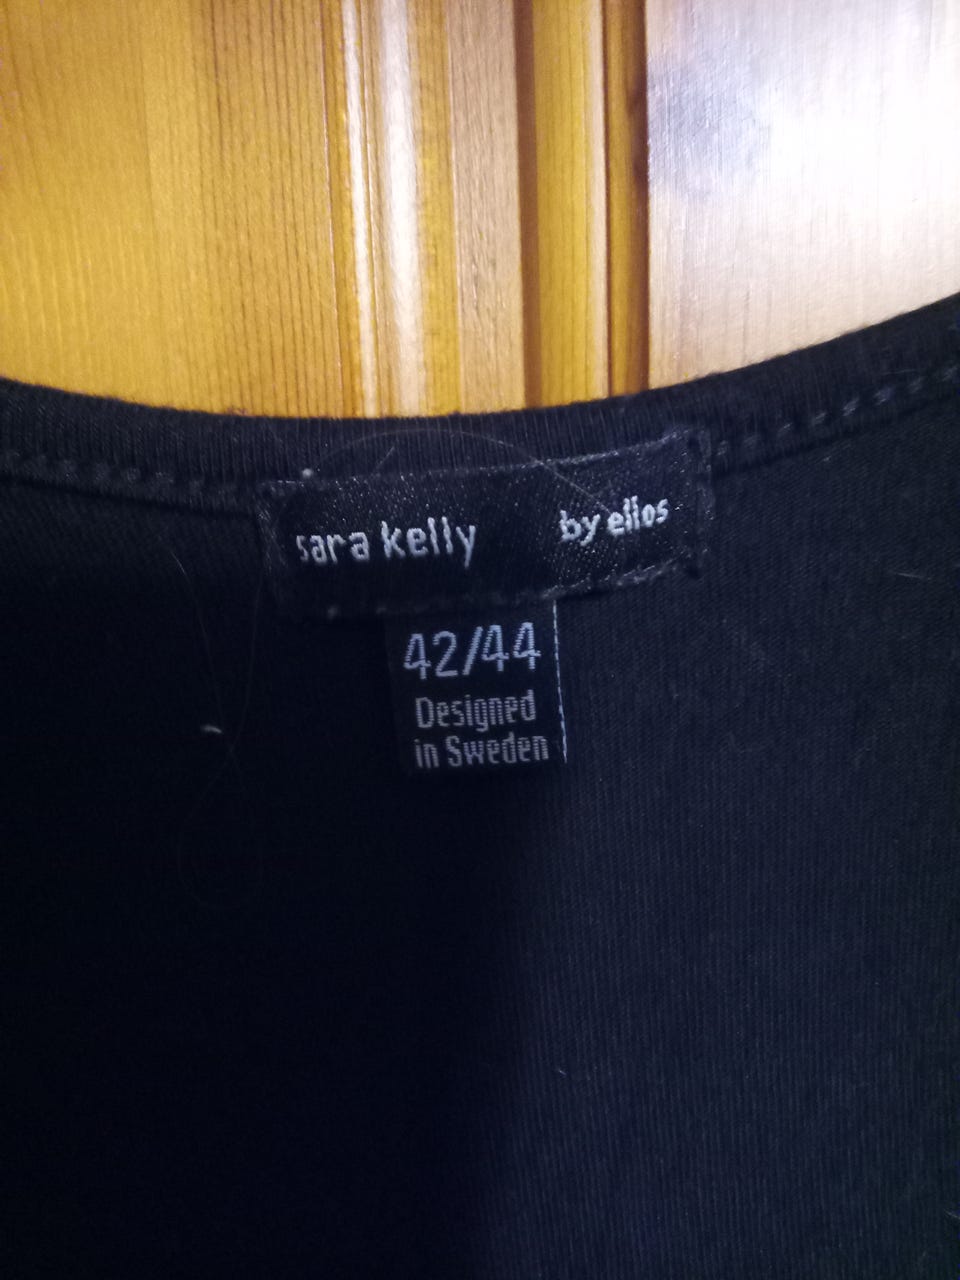 sara kelly by ellos
42/44
Designed
in Sweden